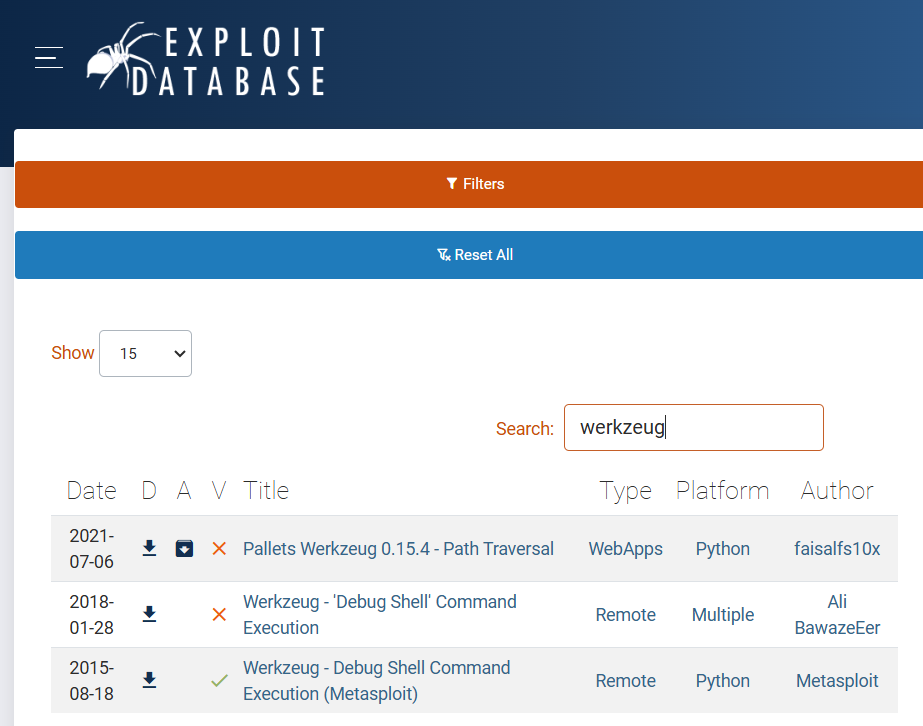 EXPLOIT
DATABASE
Filters
Reset All
Show 15
Search: werkzeug
Date D A V Title Type Platform Author
2021-
07-06
Pallets Werkzeug 0.15.4 - Path Traversal WebApps Python faisalfs10x
2018-
01-28
Werkzeug - 'Debug Shell' Command
Execution
Remote Multiple
Ali
BawazeEer
2015-
08-18
Werkzeug - Debug Shell Command
Execution (Metasploit)
Remote Python Metasploit